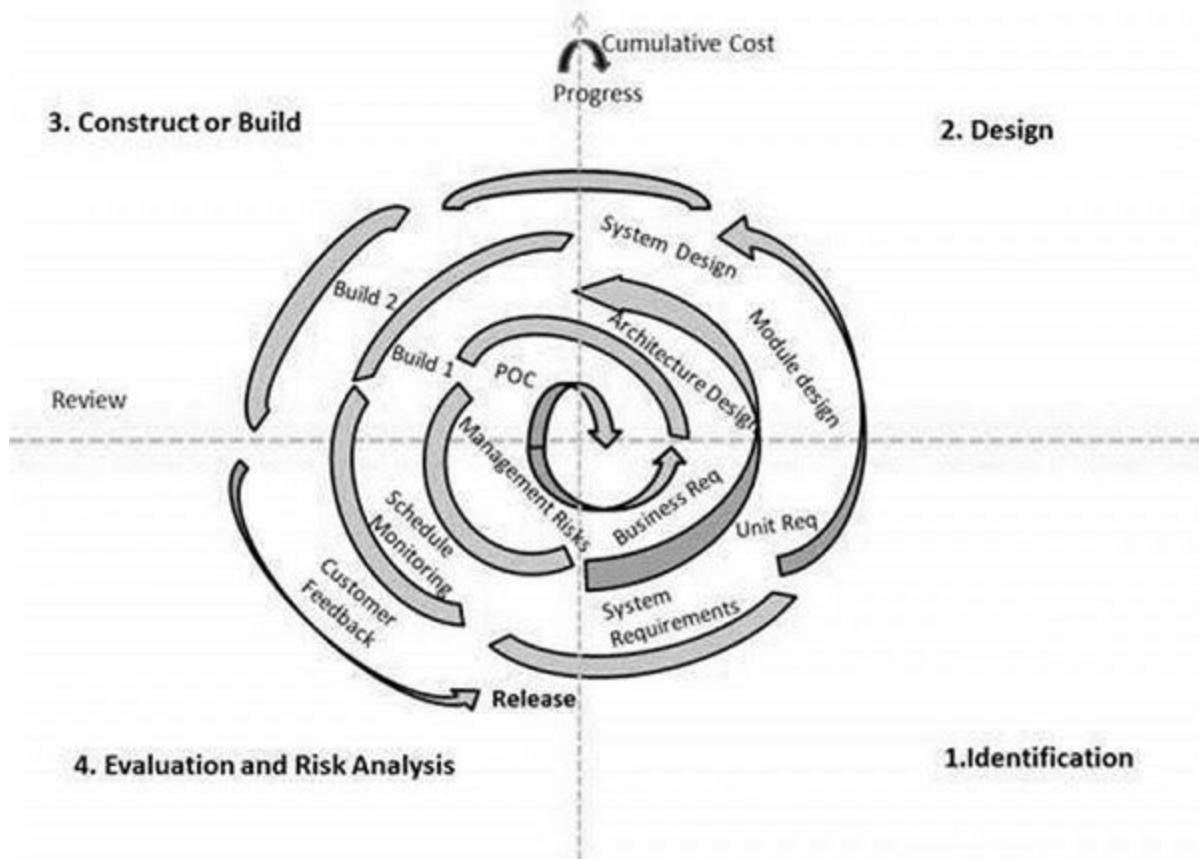 Cumulative Cost
Progress
3. Construct or Build
2. Design
System Design
Build 2
Module design
Architecture Design
Build 1
POC
Review
Management Risks
Business Req
Schedule
Monitoring
Unit Req
Customer
Feedback
System
Requirements
Release
4. Evaluation and Risk Analysis
1.Identification